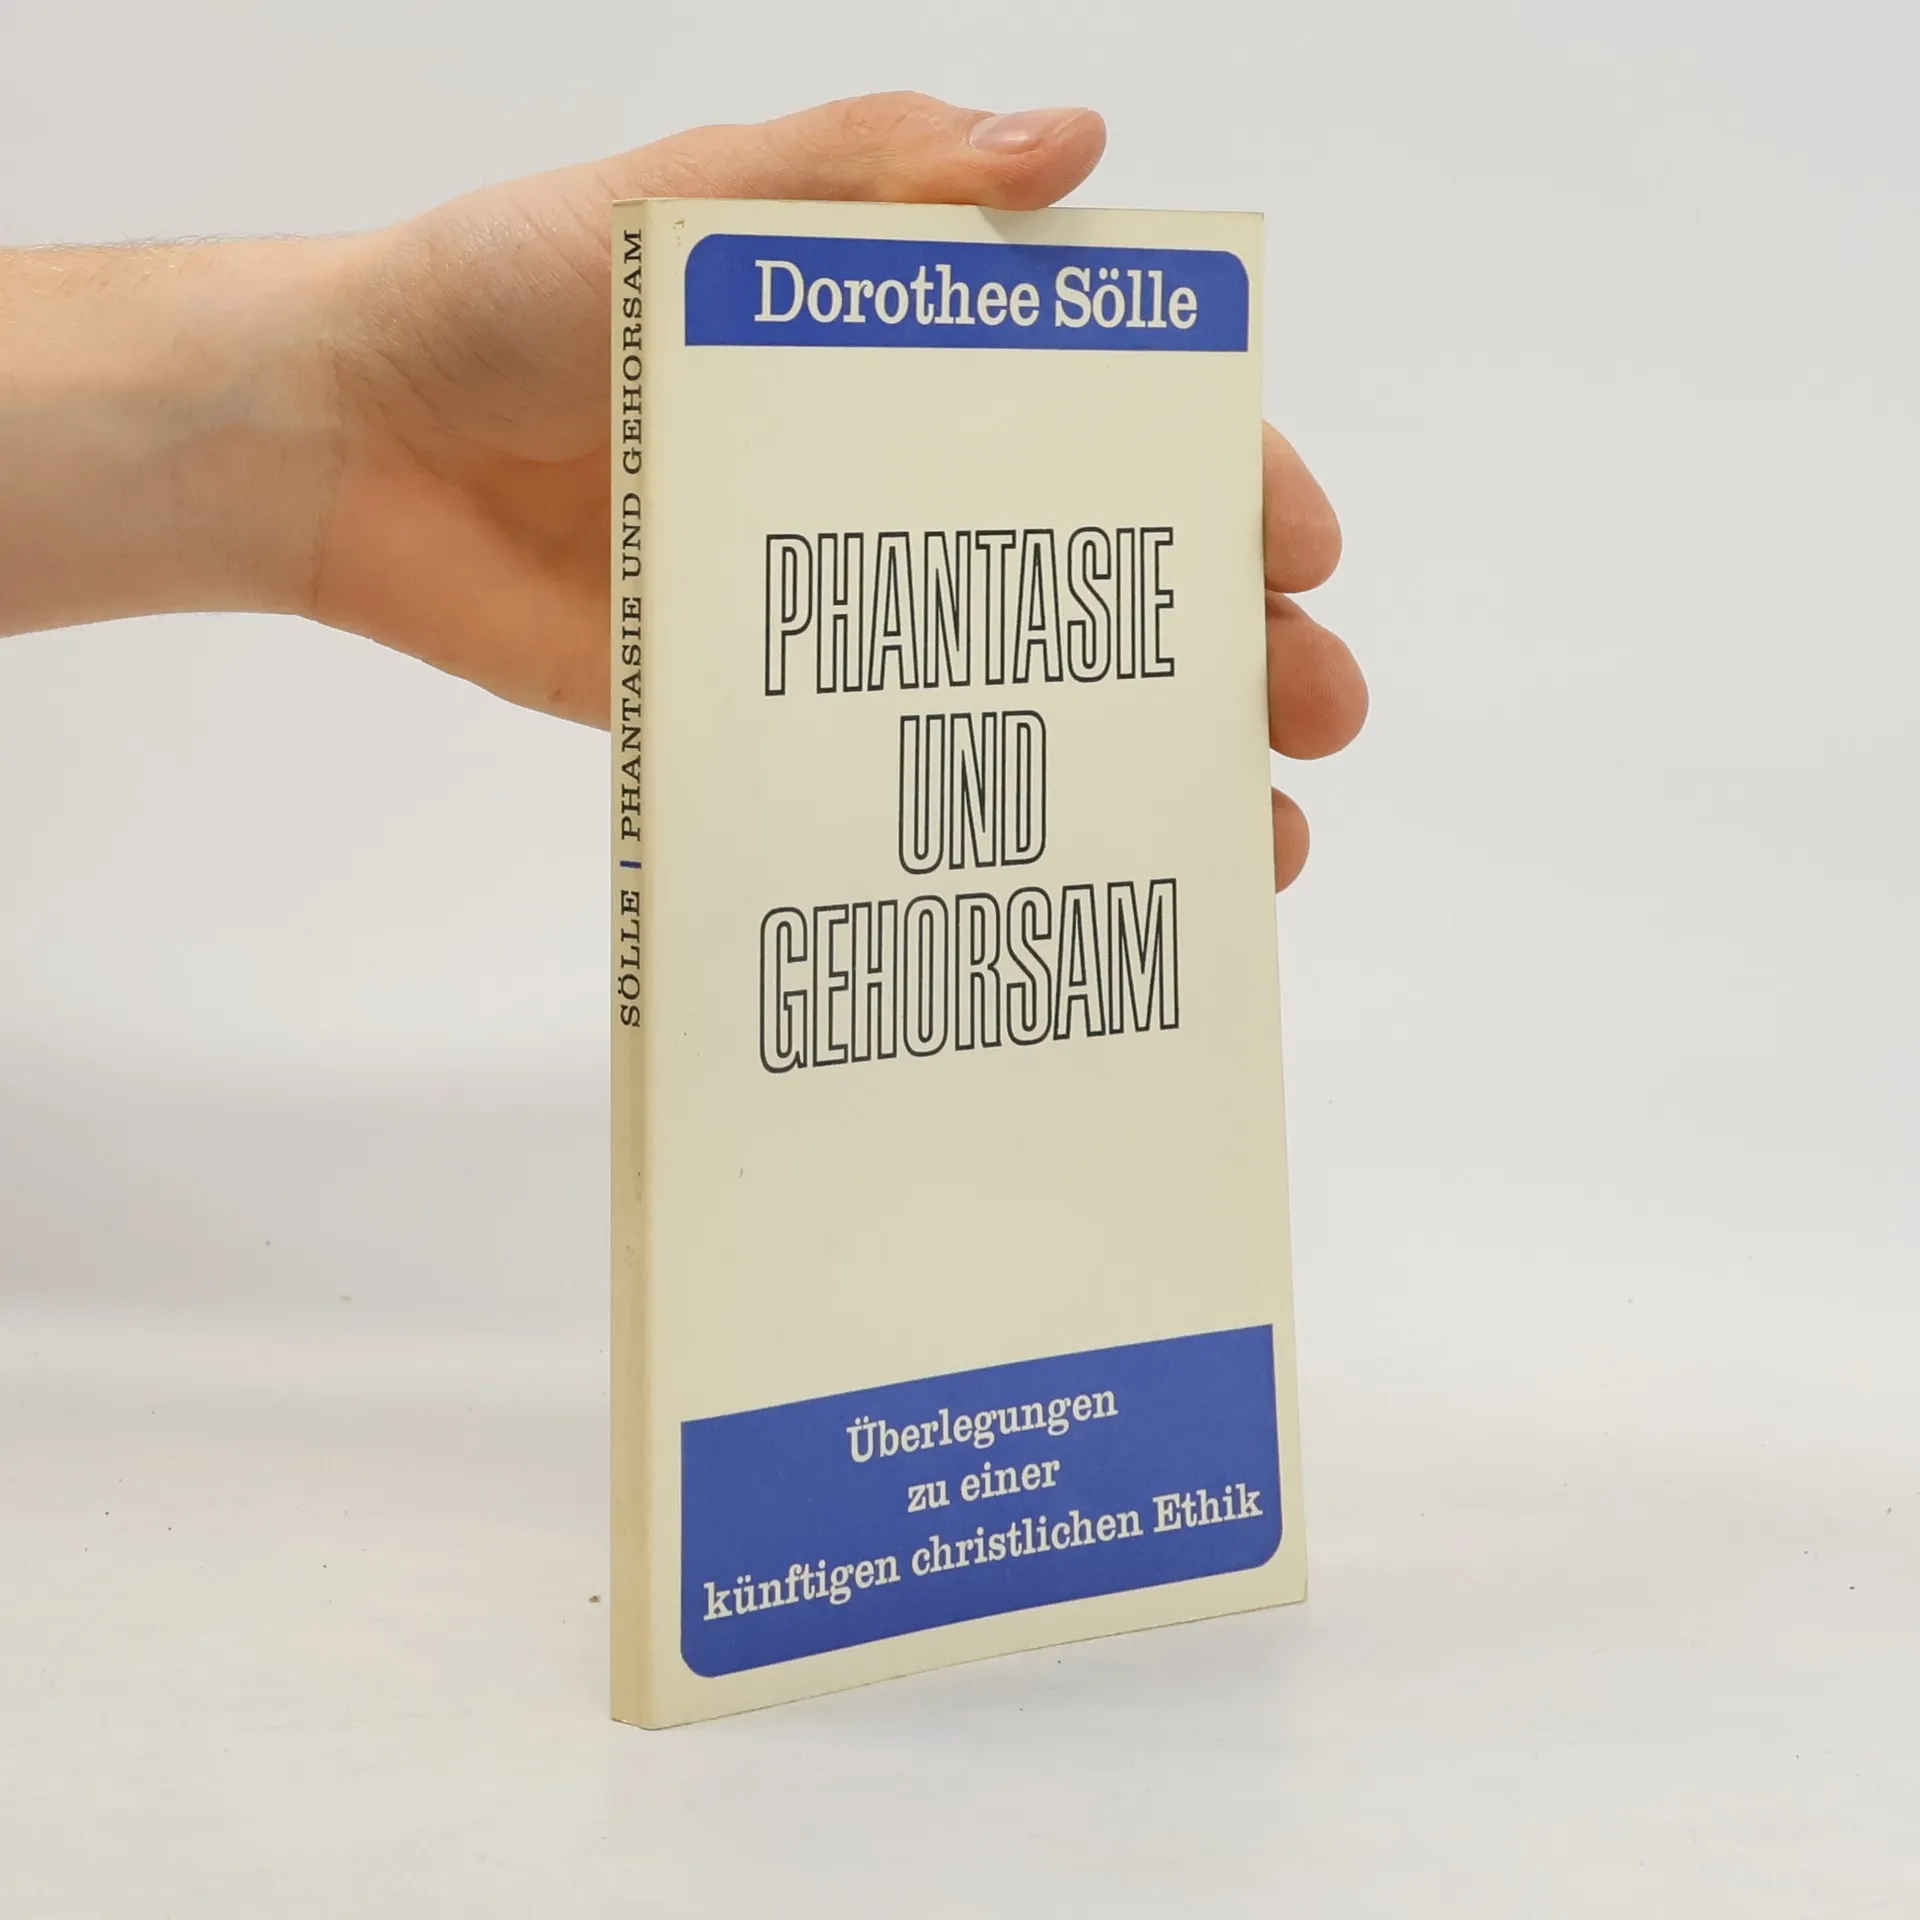 Dorothee Sölle
PHANTASIE
UND
GEHORSAM
Überlegungen
zu einer
künftigen christlichen Ethik
SÖLLE | PHANTASIE UND GEHORSAM